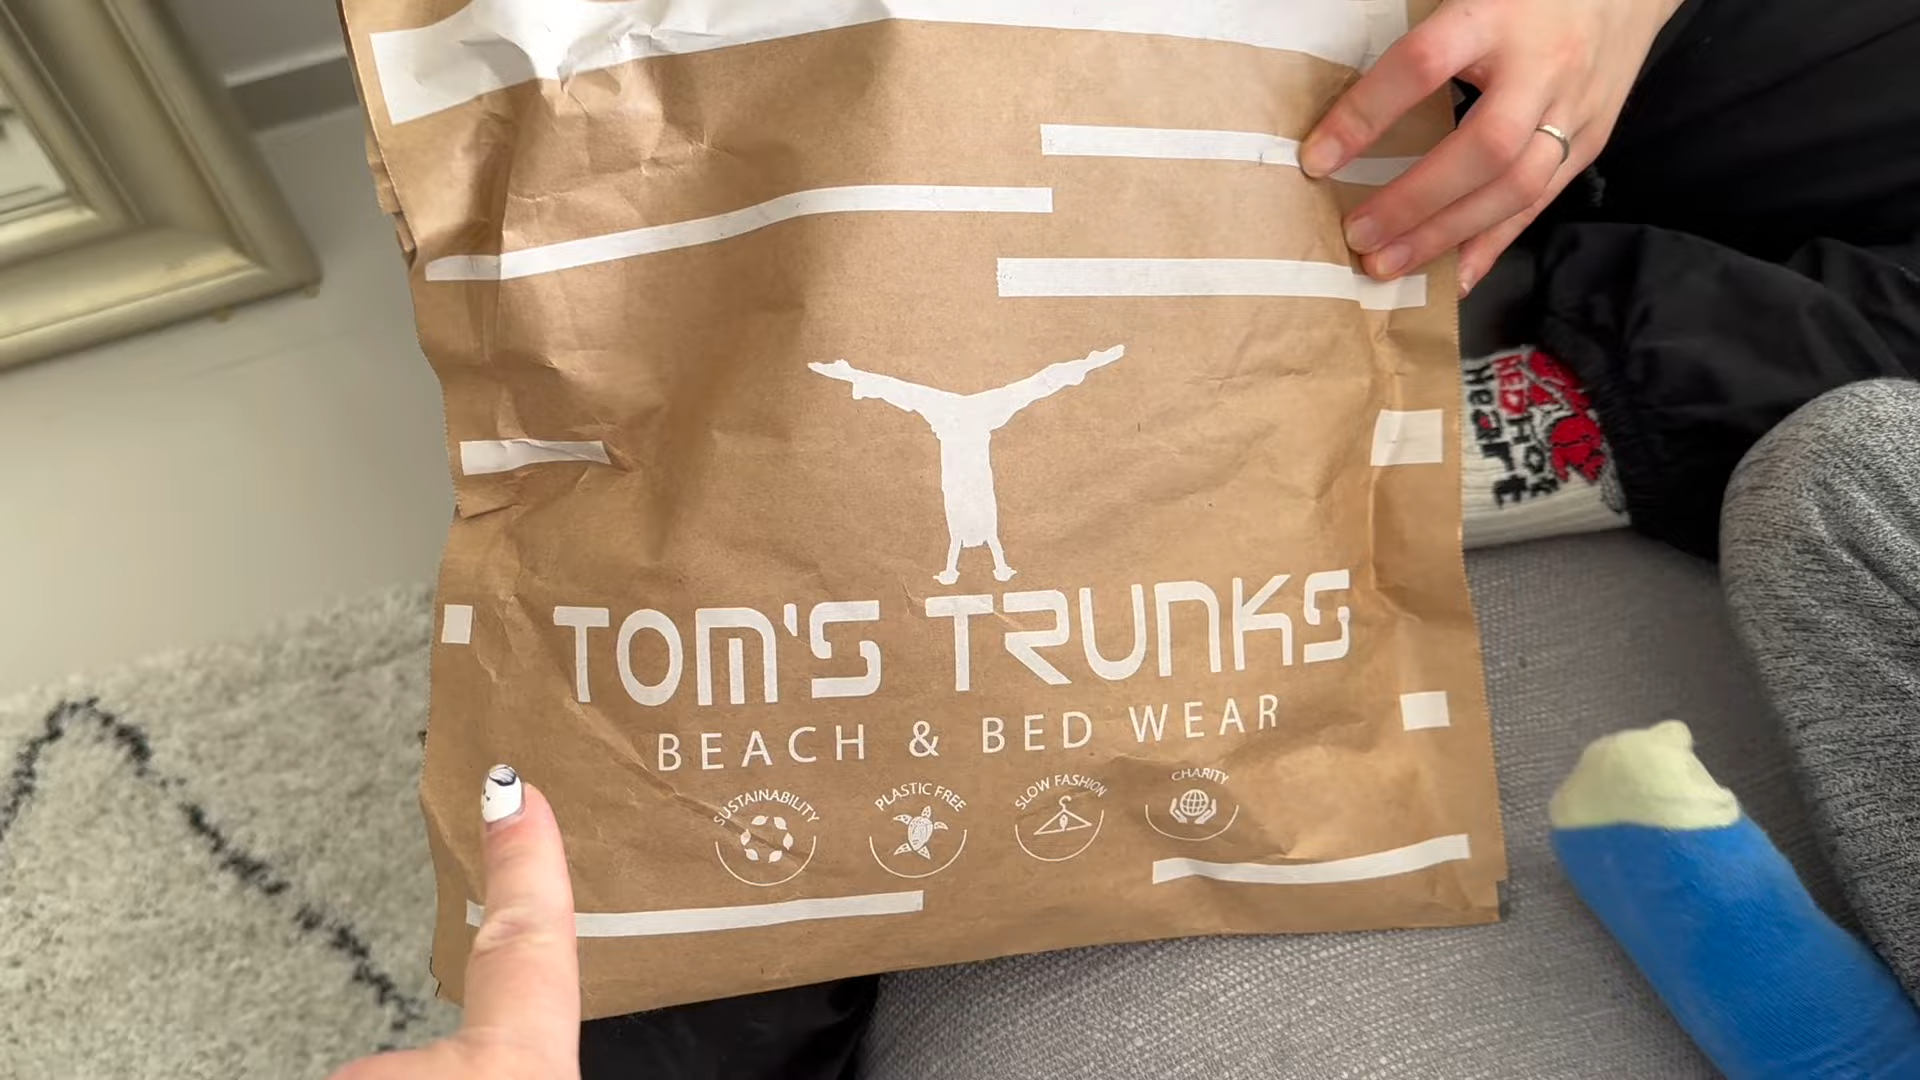 TOM'S TRUNKS
BEACH & BED WEAR
SUSTAINABILITY
PLASTIC FREE
SLOW FASHION
CHARITY
RED HOT
Heart